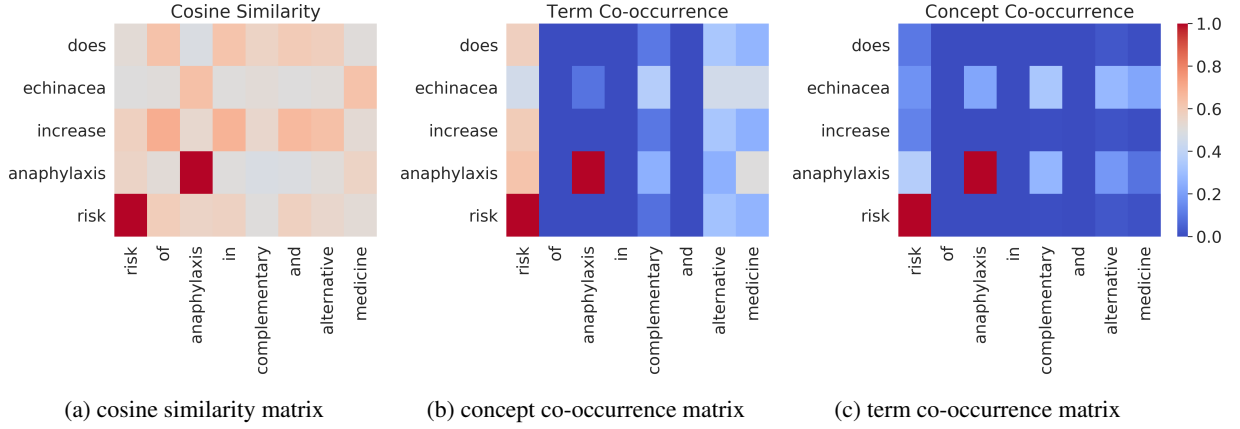 Cosine Similarity
does
echinacea
increase
anaphylaxis
risk
risk
of
anaphylaxis
in
complementary
and
alternative
medicine
(a) cosine similarity matrix
Term Co-occurrence
does
echinacea
increase
anaphylaxis
risk
risk
of
anaphylaxis
in
complementary
and
alternative
medicine
(b) concept co-occurrence matrix
Concept Co-occurrence
does
echinacea
increase
anaphylaxis
risk
risk
of
anaphylaxis
in
complementary
and
alternative
medicine
1.0
0.8
0.6
0.4
0.2
0.0
(c) term co-occurrence matrix